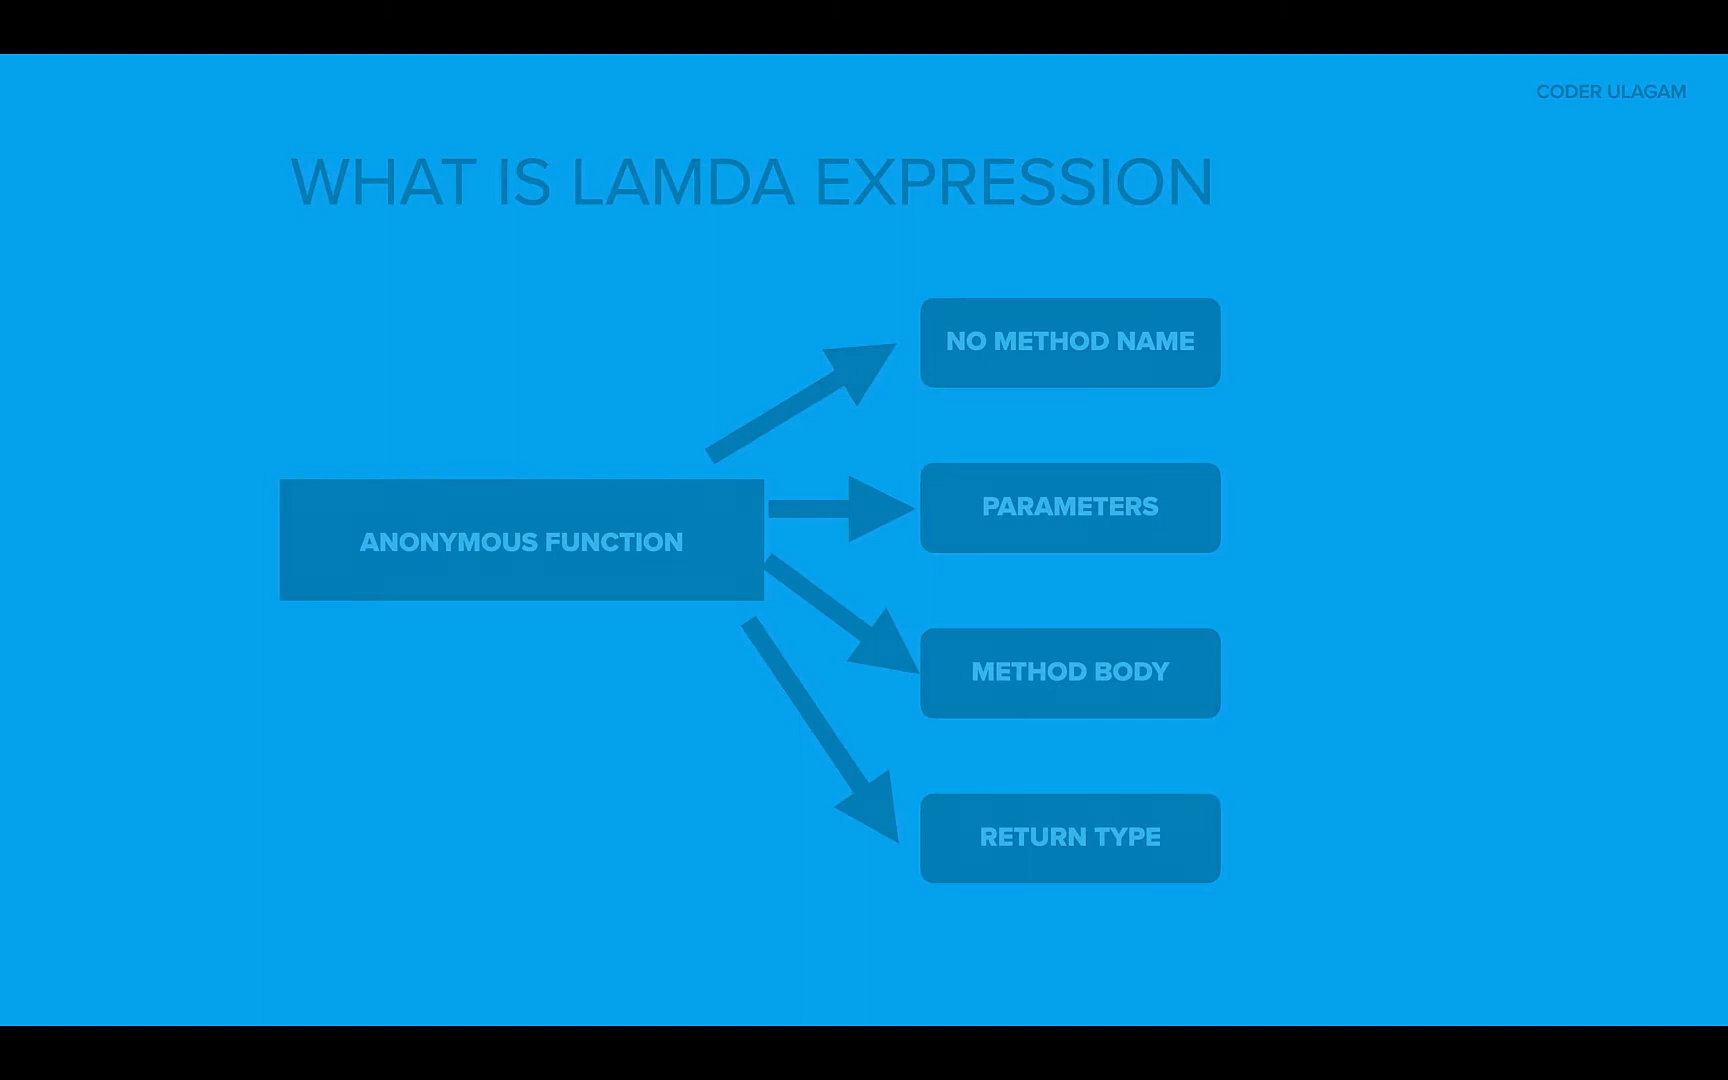 CODER ULAGAM
WHAT IS LAMDA EXPRESSION
NO METHOD NAME
PARAMETERS
ANONYMOUS FUNCTION
METHOD BODY
RETURN TYPE